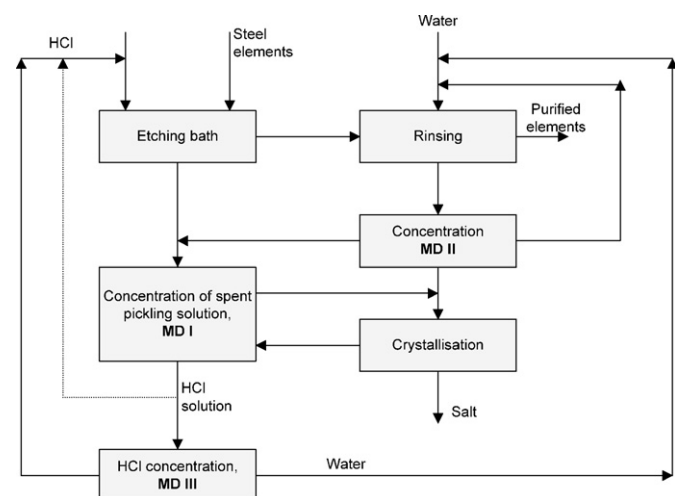 HCl
Steel
elements
Water
Etching bath
Rinsing
Purified
elements
Concentration
MD II
Concentration of spent
pickling solution,
MD I
Crystallisation
HCl
solution
Salt
HCl concentration,
MD III
Water